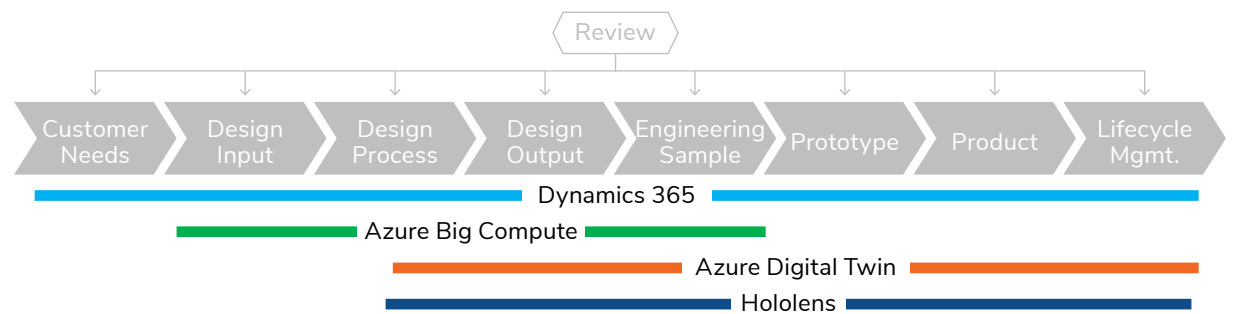 Review
Customer
Needs
Design
Input
Design
Process
Design
Output
Engineering
Sample
Prototype
Product
Lifecycle
Mgmt.
Dynamics 365
Azure Big Compute
Azure Digital Twin
Hololens